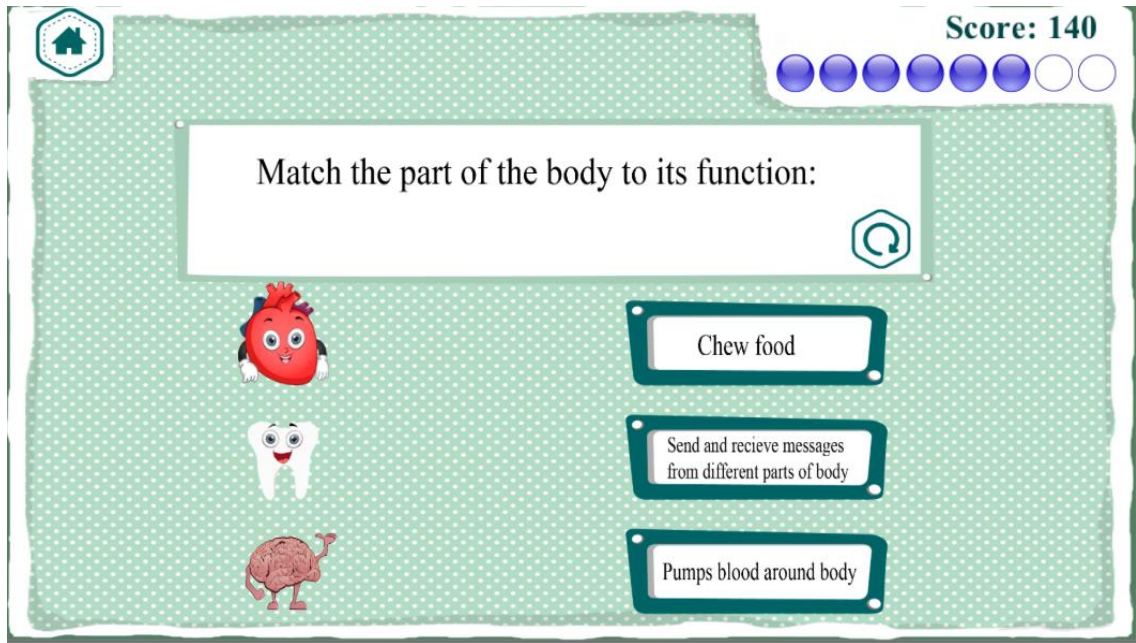 Score: 140
Match the part of the body to its function:
Chew food
Send and recieve messages
from different parts of body
Pumps blood around body